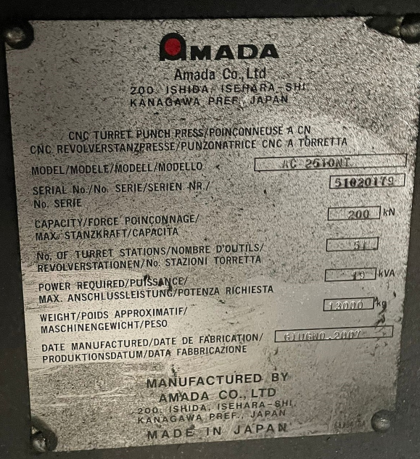 AMADA
Amada Co.,Ltd
200, ISHIDA, ISEHARA-SHI,
KANAGAWA PREF., JAPAN
CNC TURRET PUNCH PRESS/POINCONNEUSE A CN
CNC REVOLVERSTANZPRESSE/PUNZONATRICE CNC A TORRETTA
MODEL/MODELE/MODELL/MODELLO AC 2510NT
SERIAL No./No. SERIE/SERIEN NR./ 51020179
No. SERIE
CAPACITY/FORCE POINCONNAGE/ 200 kN
MAX. STANZKRAFT/CAPACITA
No. OF TURRET STATIONS/NOMBRE D'OUTILS/ 51
REVOLVERSTATIONEN/No. STAZIONI TORRETTA
POWER REQUIRED/PUISSANCE/ kVA
MAX. ANSCHLUSSLEISTUNG/POTENZA RICHIESTA
WEIGHT/POIDS APPROXIMATIF/ kg
MASCHINENGEWICHT/PESO
DATE MANUFACTURED/DATE DE FABRICATION/
PRODUKTIONSDATUM/DATA FABBRICAZIONE
MANUFACTURED BY
AMADA CO., LTD
200, ISHIDA, ISEHARA-SHI,
KANAGAWA PREF., JAPAN
MADE IN JAPAN